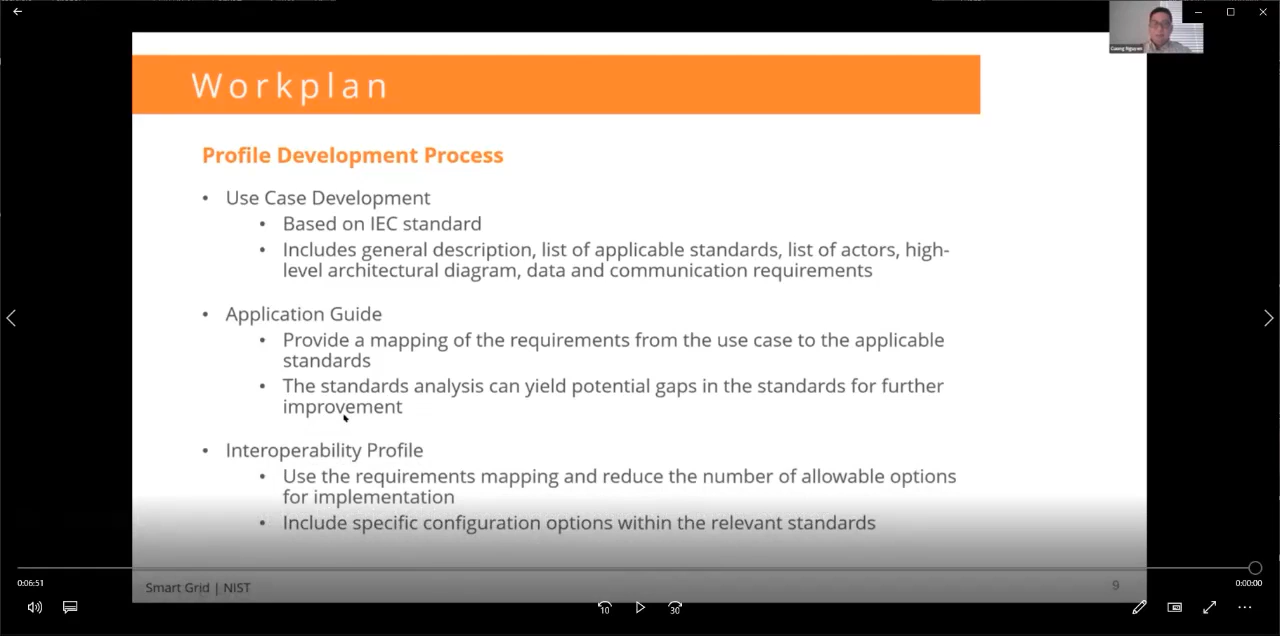 Cuong Nguyen
Workplan
Profile Development Process
• Use Case Development
• Based on IEC standard
• Includes general description, list of applicable standards, list of actors, high-
level architectural diagram, data and communication requirements
• Application Guide
• Provide a mapping of the requirements from the use case to the applicable
standards
• The standards analysis can yield potential gaps in the standards for further
improvement
• Interoperability Profile
• Use the requirements mapping and reduce the number of allowable options
for implementation
• Include specific configuration options within the relevant standards
Smart Grid | NIST
9
0:06:51
0:00:00
10
30